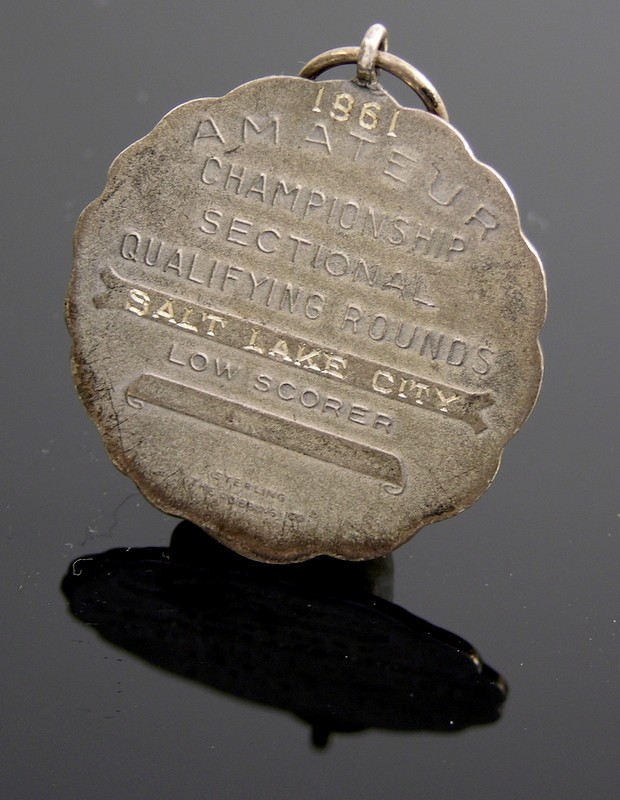 1961
AMATEUR
CHAMPIONSHIP
SECTIONAL
QUALIFYING ROUNDS
SALT LAKE CITY
LOW SCORER
STERLING